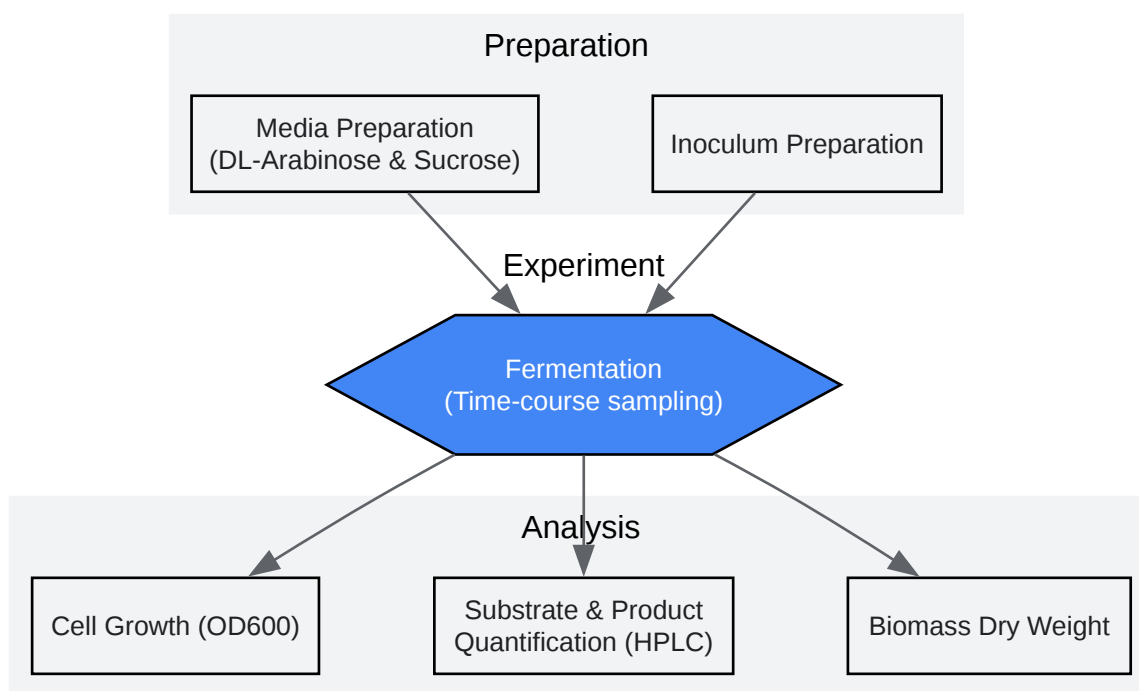 Preparation
Media Preparation
(DL-Arabinose & Sucrose)
Inoculum Preparation
Experiment
Fermentation
(Time-course sampling)
Analysis
Cell Growth (OD600)
Substrate & Product
Quantification (HPLC)
Biomass Dry Weight